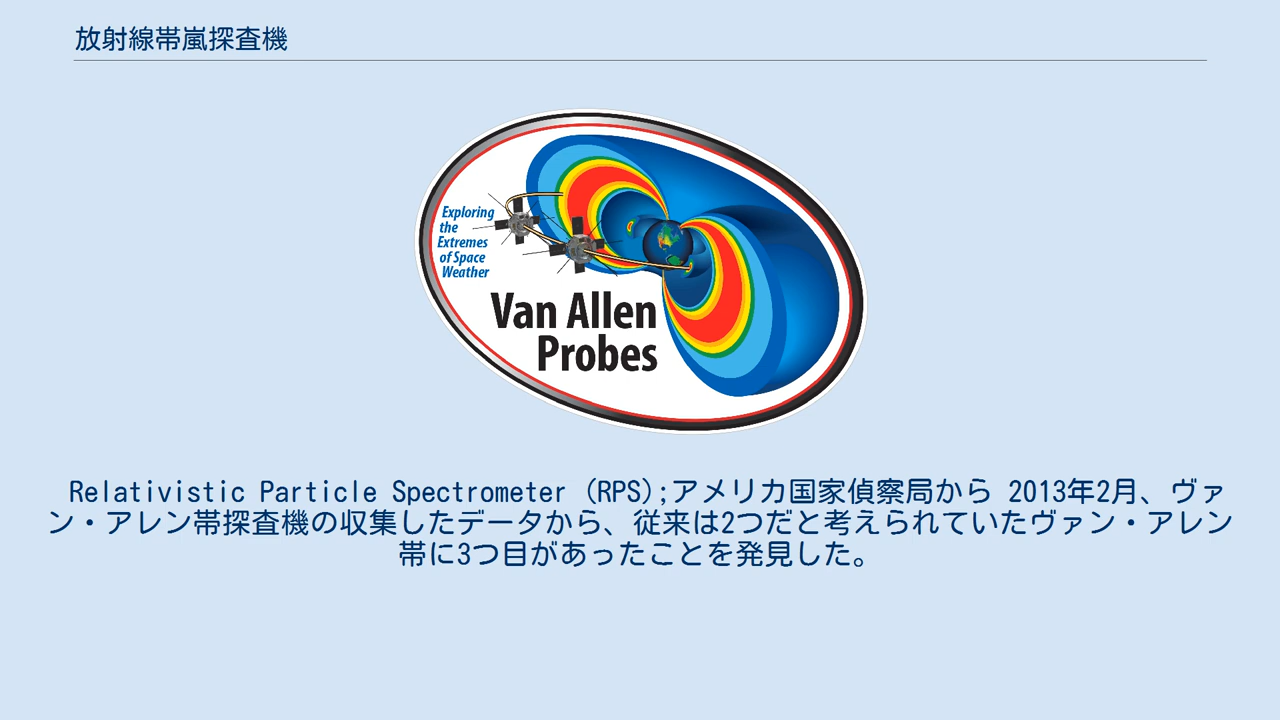 放射線帯嵐探査機
Exploring
the
Extremes
of Space
Weather
Van Allen
Probes
Relativistic Particle Spectrometer (RPS);アメリカ国家偵察局から 2013年2月、ヴァ
ン・アレン帯探査機の収集したデータから、従来は2つだと考えられていたヴァン・アレン
帯に3つ目があったことを発見した。